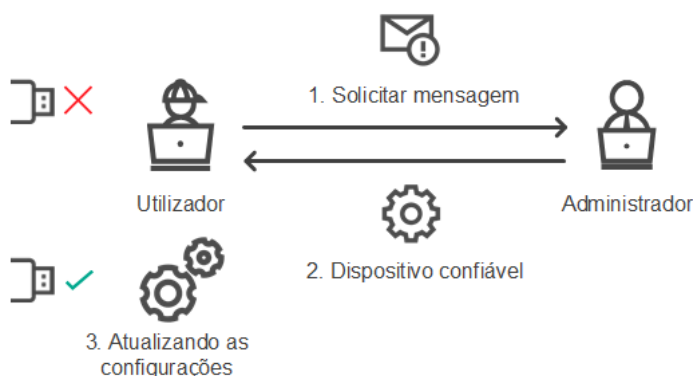 1. Solicitar mensagem
Utilizador
Administrador
2. Dispositivo confiável
3. Atualizando as
configurações